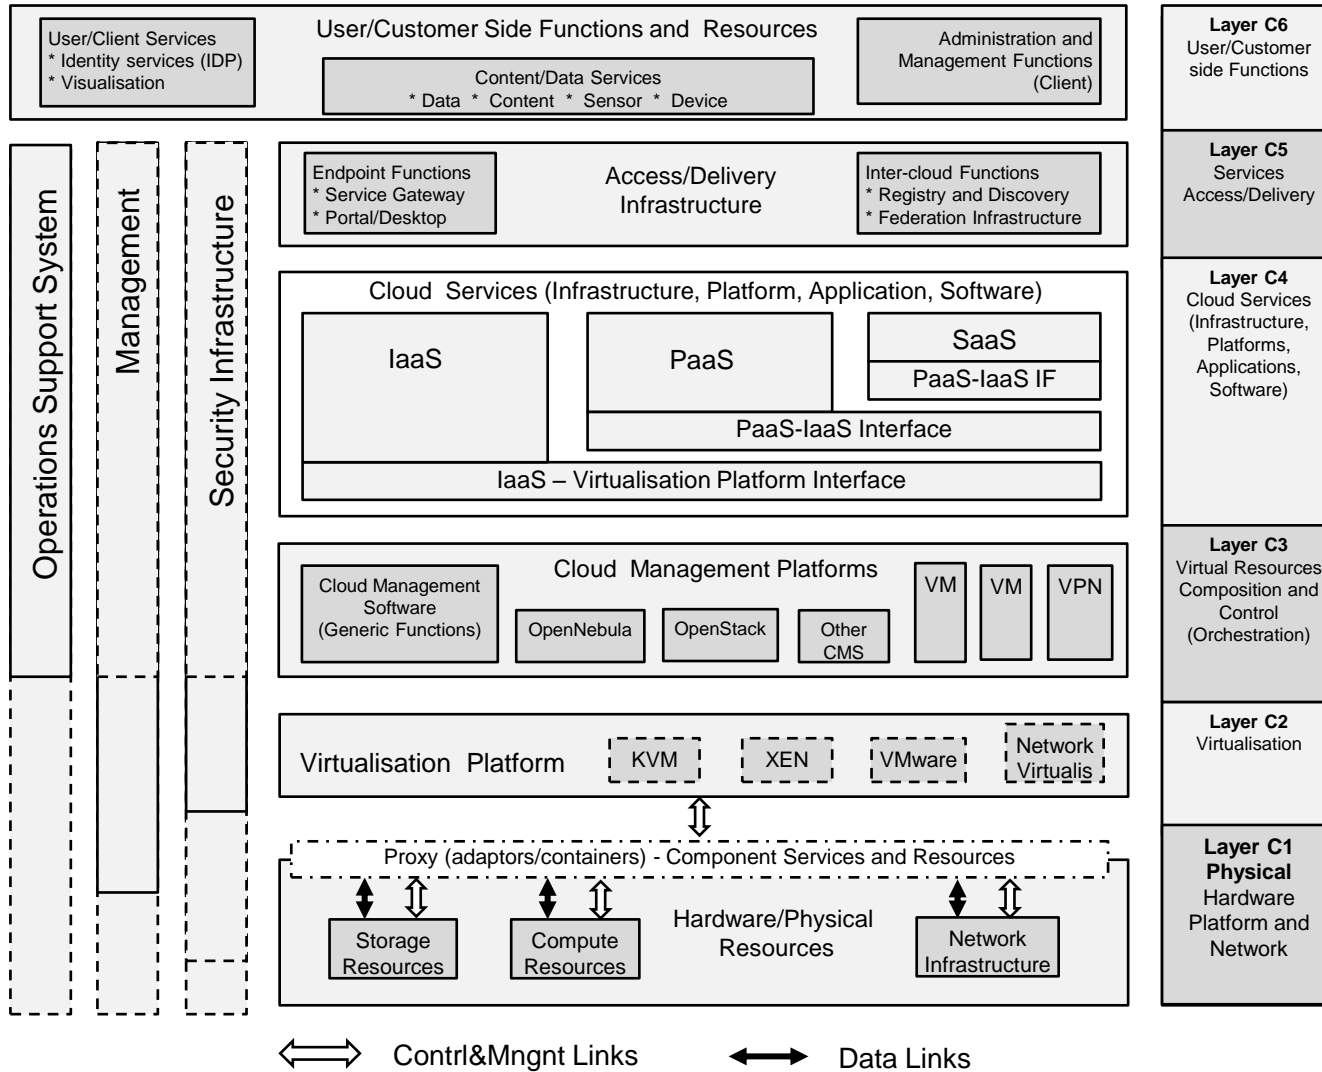 User/Customer Side Functions and Resources
User/Client Services
* Identity services (IDP)
* Visualisation
Content/Data Services
* Data * Content * Sensor * Device
Administration and
Management Functions
(Client)
Layer C6
User/Customer
side Functions
Operations Support System
Management
Security Infrastructure
Endpoint Functions
* Service Gateway
* Portal/Desktop
Access/Delivery
Infrastructure
Inter-cloud Functions
* Registry and Discovery
* Federation Infrastructure
Layer C5
Services
Access/Delivery
Cloud Services (Infrastructure, Platform, Application, Software)
IaaS
PaaS
SaaS
PaaS-IaaS IF
PaaS-IaaS Interface
IaaS – Virtualisation Platform Interface
Layer C4
Cloud Services
(Infrastructure,
Platforms,
Applications,
Software)
Cloud Management Platforms
Cloud Management
Software
(Generic Functions)
OpenNebula
OpenStack
Other
CMS
VM
VM
VPN
Layer C3
Virtual Resources
Composition and
Control
(Orchestration)
Virtualisation Platform
KVM
XEN
VMware
Network
Virtualis
Layer C2
Virtualisation
Proxy (adaptors/containers) - Component Services and Resources
Hardware/Physical
Resources
Storage
Resources
Compute
Resources
Network
Infrastructure
Layer C1
Physical
Hardware
Platform and
Network
Contrl&Mngnt Links
Data Links